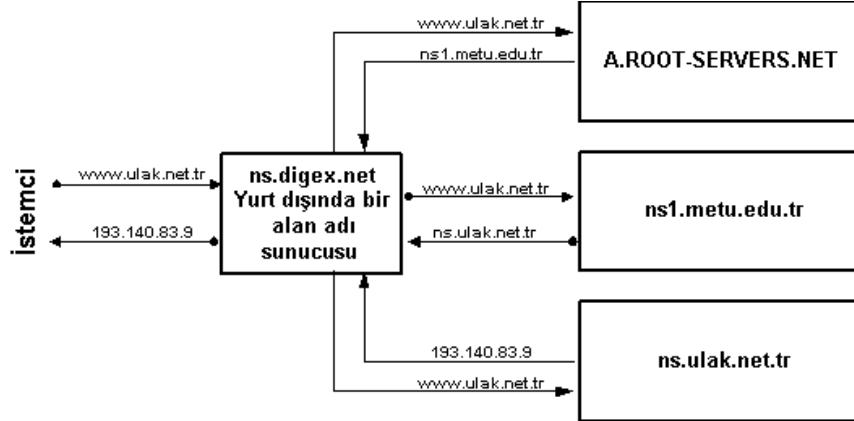 www.ulak.net.tr
ns1.metu.edu.tr
A.ROOT-SERVERS.NET
İstemci
www.ulak.net.tr
193.140.83.9
ns.digex.net
Yurt dışında bir
alan adı
sunucusu
www.ulak.net.tr
ns.ulak.net.tr
ns1.metu.edu.tr
193.140.83.9
www.ulak.net.tr
ns.ulak.net.tr